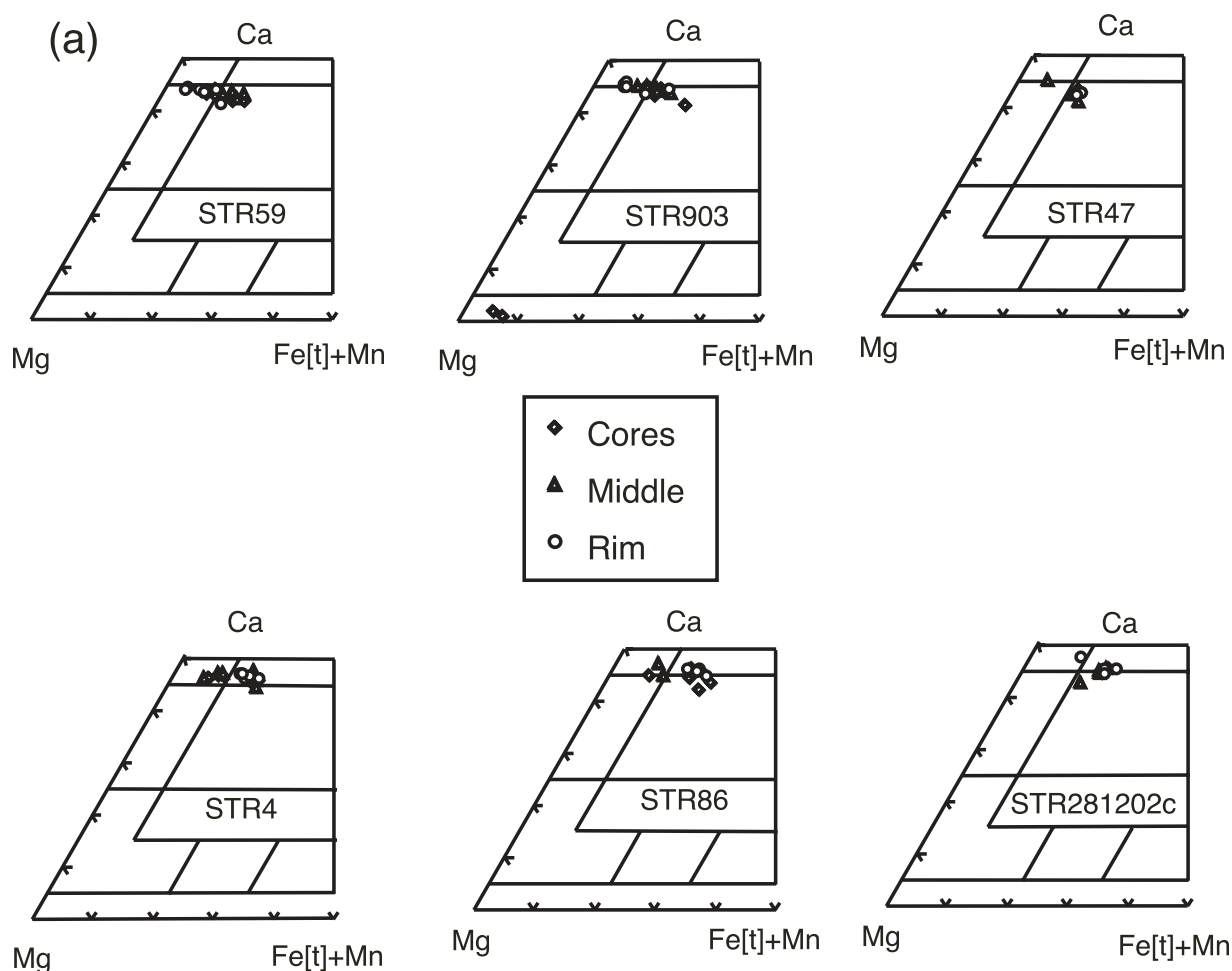 (a)
Ca
Ca
Ca
STR59
STR903
STR47
Mg
Fe[t]+Mn
Mg
Fe[t]+Mn
Mg
Fe[t]+Mn
Cores
Middle
Rim
Ca
Ca
Ca
STR4
STR86
STR281202c
Mg
Fe[t]+Mn
Mg
Fe[t]+Mn
Mg
Fe[t]+Mn